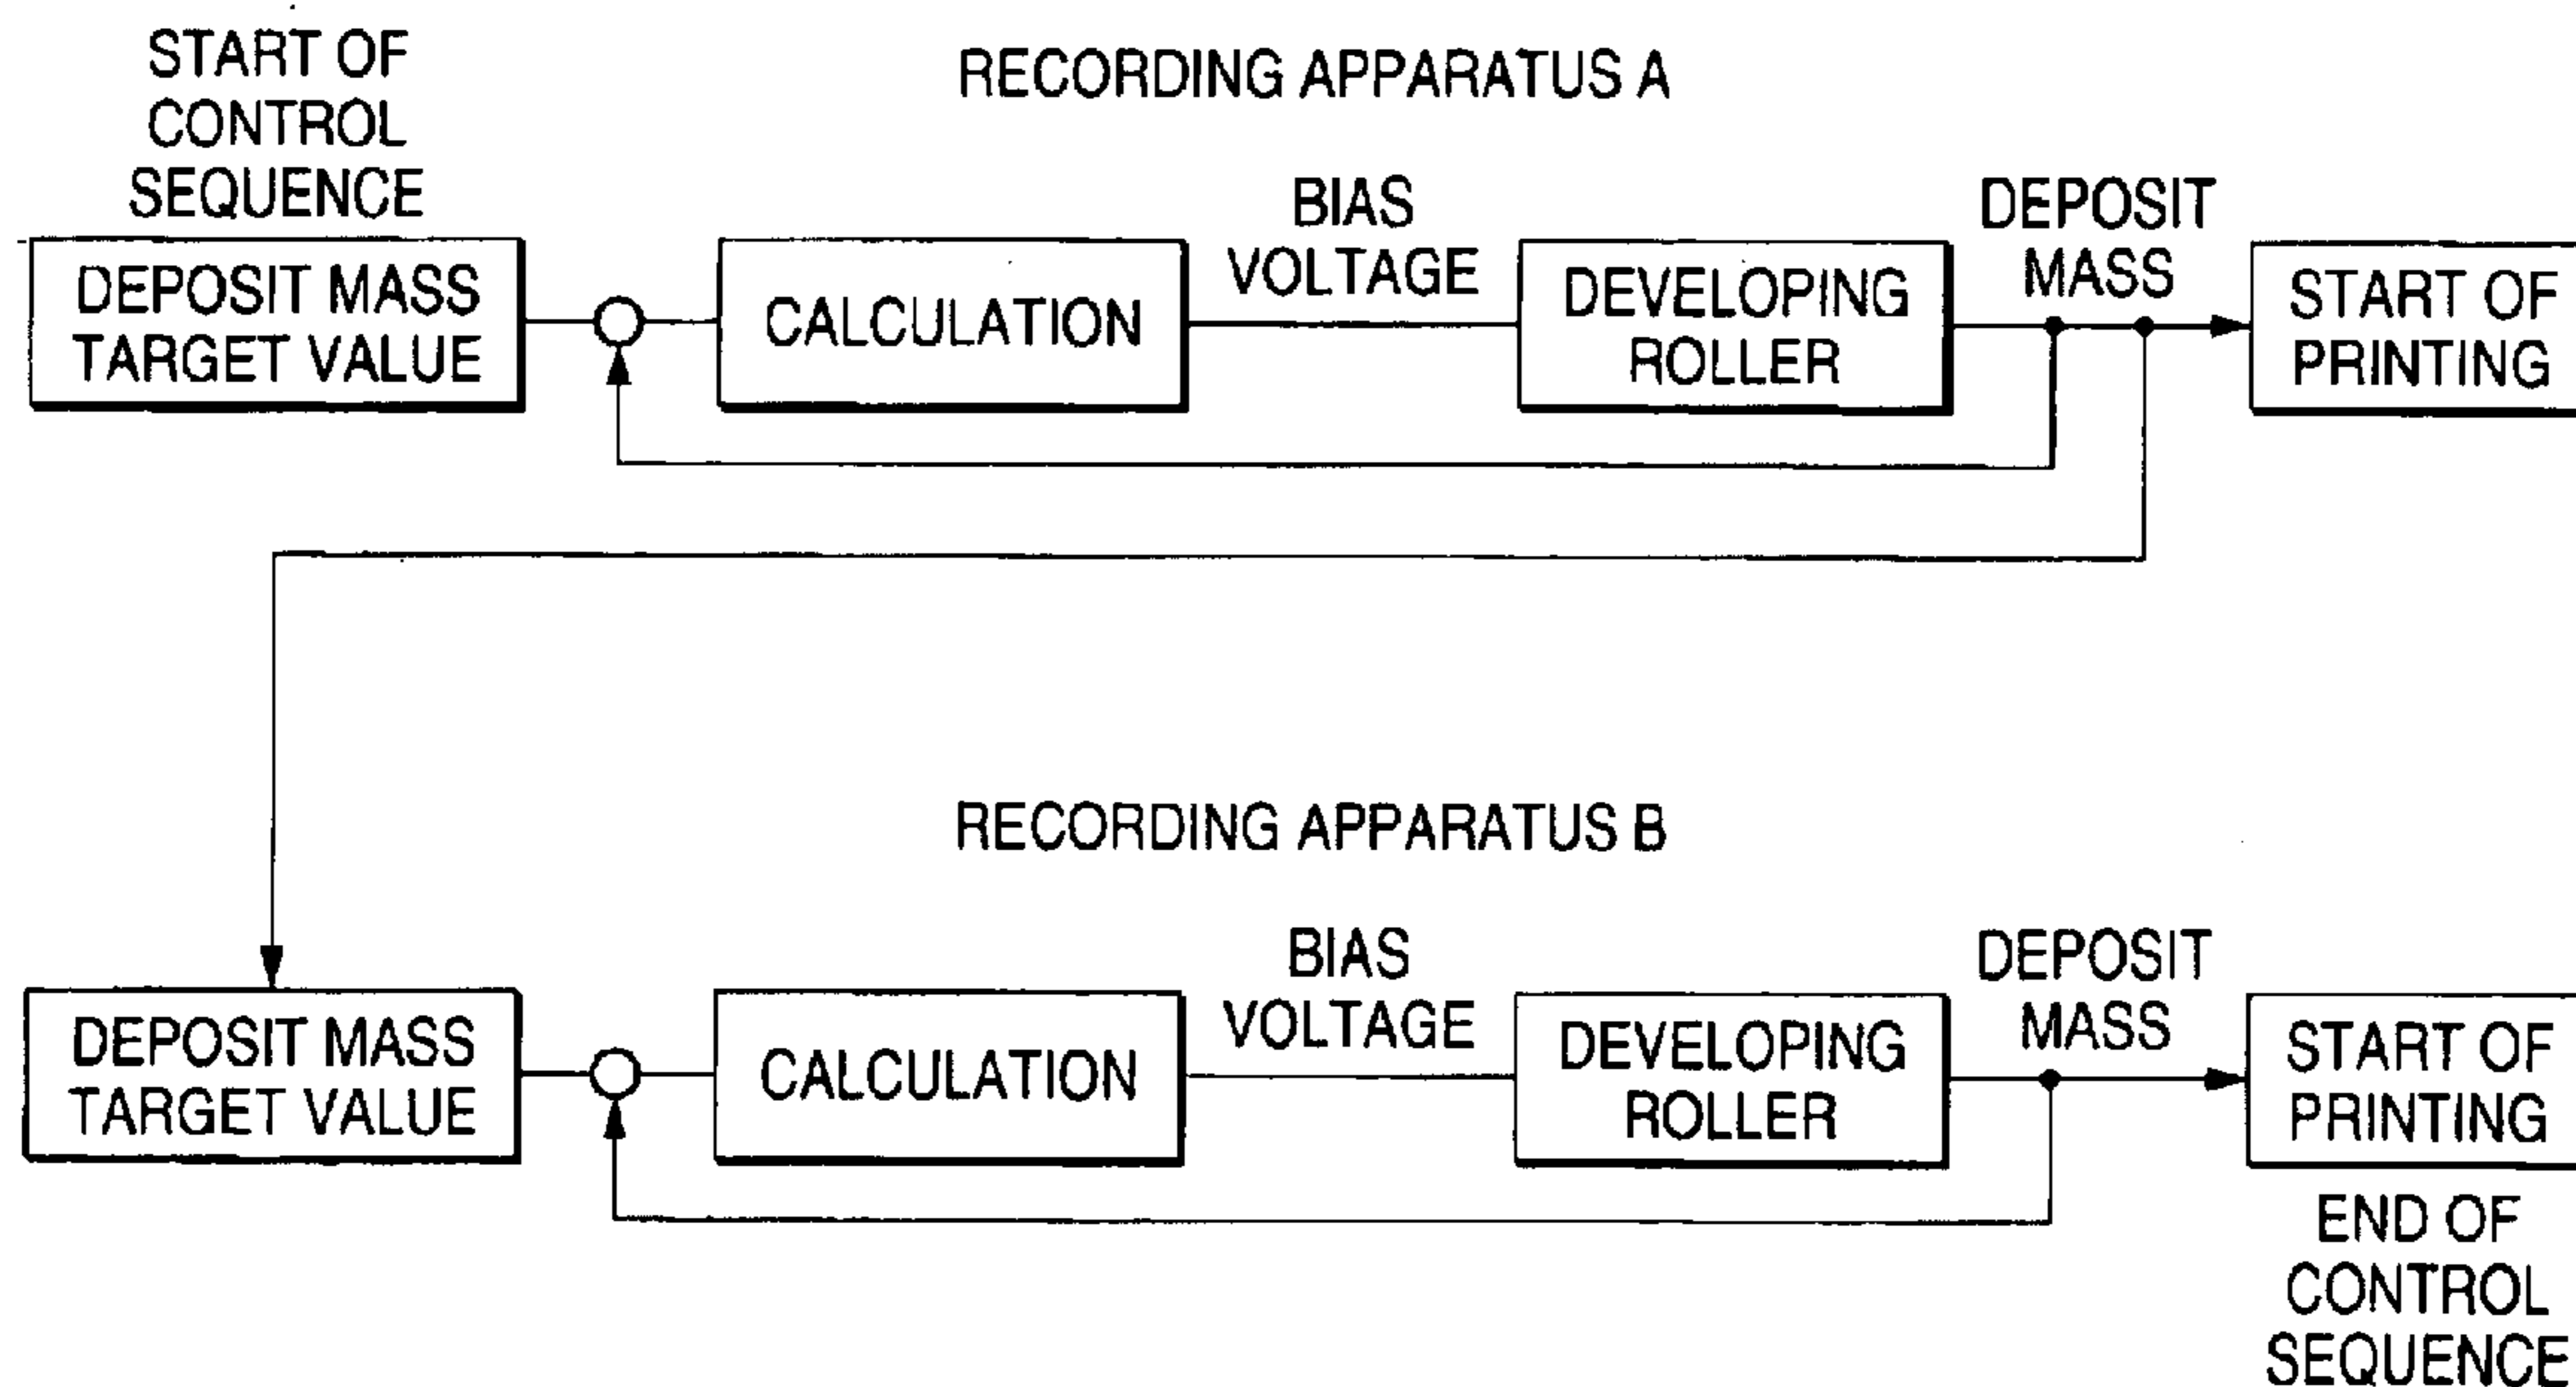 START OF
CONTROL
SEQUENCE
RECORDING APPARATUS A
DEPOSIT MASS
TARGET VALUE
CALCULATION
BIAS
VOLTAGE
DEVELOPING
ROLLER
DEPOSIT
MASS
START OF
PRINTING
RECORDING APPARATUS B
DEPOSIT MASS
TARGET VALUE
CALCULATION
BIAS
VOLTAGE
DEVELOPING
ROLLER
DEPOSIT
MASS
START OF
PRINTING
END OF
CONTROL
SEQUENCE